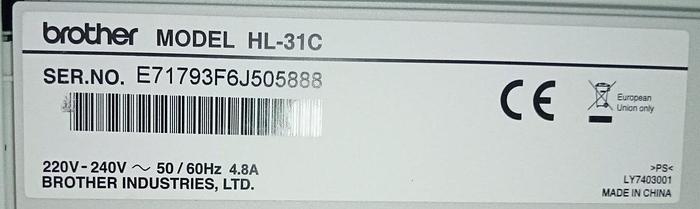 brother MODEL HL-31C
SER.NO. E71793F6J505888
CE
European
Union only
220V-240V ~ 50/60Hz 4.8A
BROTHER INDUSTRIES, LTD.
>PS<
LY7403001
MADE IN CHINA